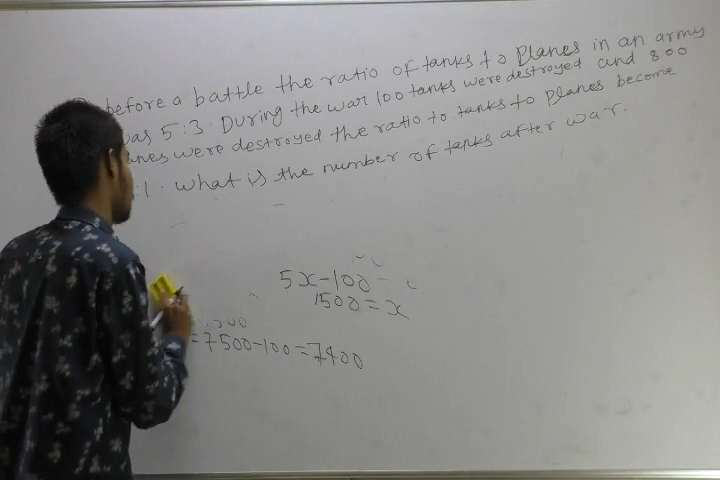 before a battle the ratio of tanks to planes in an army
was 5:3. During the war 100 tanks were destroyed and 800
anes were destroyed the ratio to tanks to planes become
:1. what is the number of tanks after war.
5x-100
1500=x
=7500-100=7400